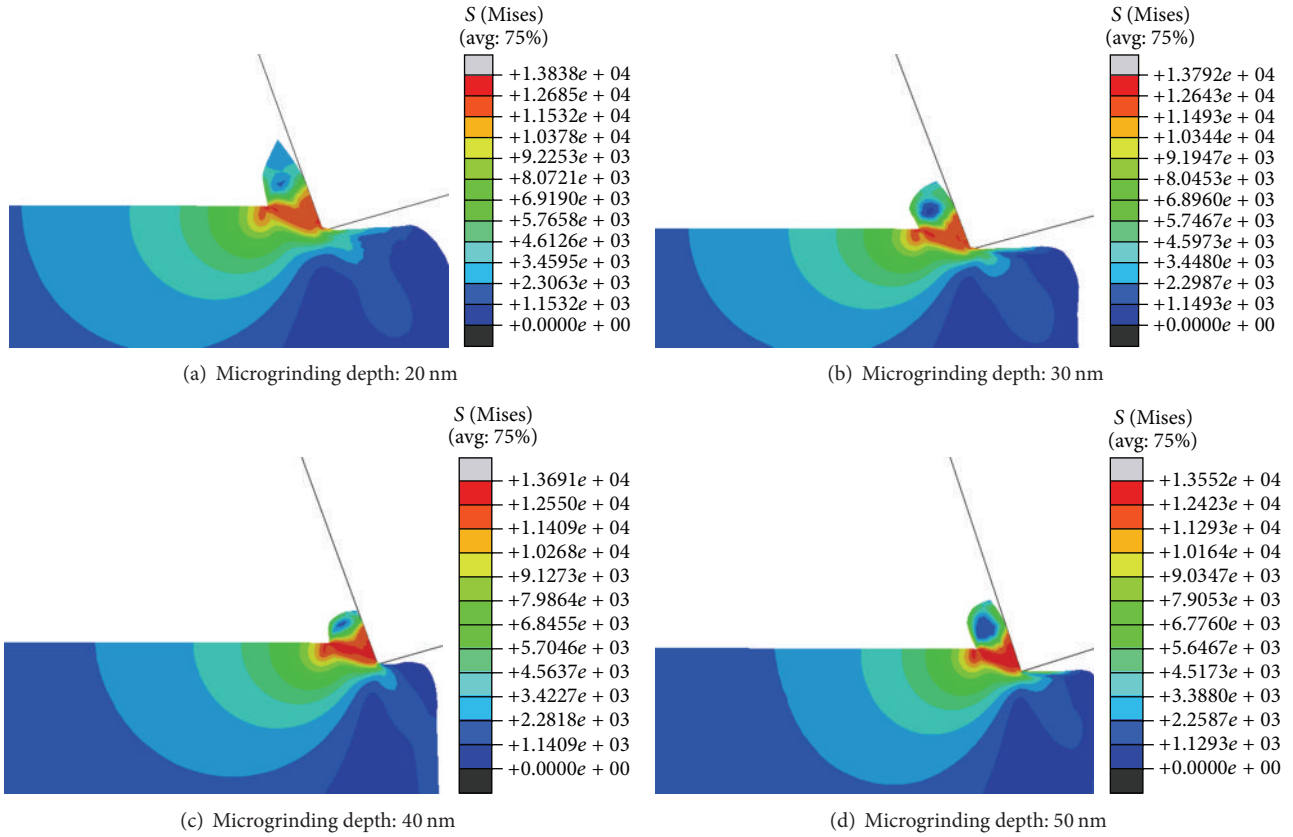 S (Mises)
(avg: 75%)
+1.3838e + 04
+1.2685e + 04
+1.1532e + 04
+1.0378e + 04
+9.2253e + 03
+8.0721e + 03
+6.9190e + 03
+5.7658e + 03
+4.6126e + 03
+3.4595e + 03
+2.3063e + 03
+1.1532e + 03
+0.0000e + 00
(a) Microgrinding depth: 20 nm
S (Mises)
(avg: 75%)
+1.3792e + 04
+1.2643e + 04
+1.1493e + 04
+1.0344e + 04
+9.1947e + 03
+8.0453e + 03
+6.8960e + 03
+5.7467e + 03
+4.5973e + 03
+3.4480e + 03
+2.2987e + 03
+1.1493e + 03
+0.0000e + 00
(b) Microgrinding depth: 30 nm
S (Mises)
(avg: 75%)
+1.3691e + 04
+1.2550e + 04
+1.1409e + 04
+1.0268e + 04
+9.1273e + 03
+7.9864e + 03
+6.8455e + 03
+5.7046e + 03
+4.5637e + 03
+3.4227e + 03
+2.2818e + 03
+1.1409e + 03
+0.0000e + 00
(c) Microgrinding depth: 40 nm
S (Mises)
(avg: 75%)
+1.3552e + 04
+1.2423e + 04
+1.1293e + 04
+1.0164e + 04
+9.0347e + 03
+7.9053e + 03
+6.7760e + 03
+5.6467e + 03
+4.5173e + 03
+3.3880e + 03
+2.2587e + 03
+1.1293e + 03
+0.0000e + 00
(d) Microgrinding depth: 50 nm